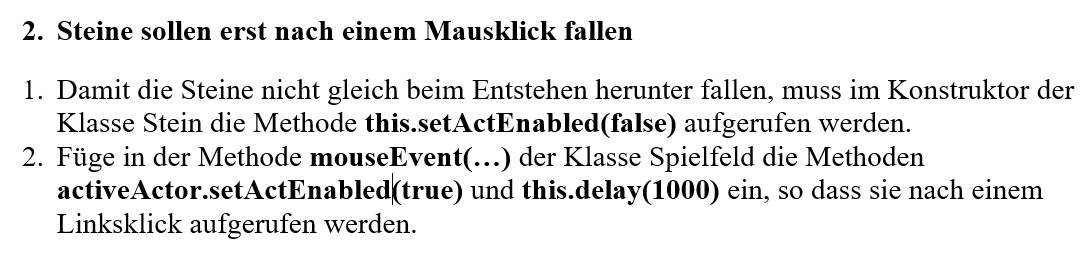 2. Steine sollen erst nach einem Mausklick fallen
1. Damit die Steine nicht gleich beim Entstehen herunter fallen, muss im Konstruktor der
Klasse Stein die Methode this.setActEnabled(false) aufgerufen werden.
2. Füge in der Methode mouseEvent(…) der Klasse Spielfeld die Methoden
activeActor.setActEnabled(true) und this.delay(1000) ein, so dass sie nach einem
Linksklick aufgerufen werden.